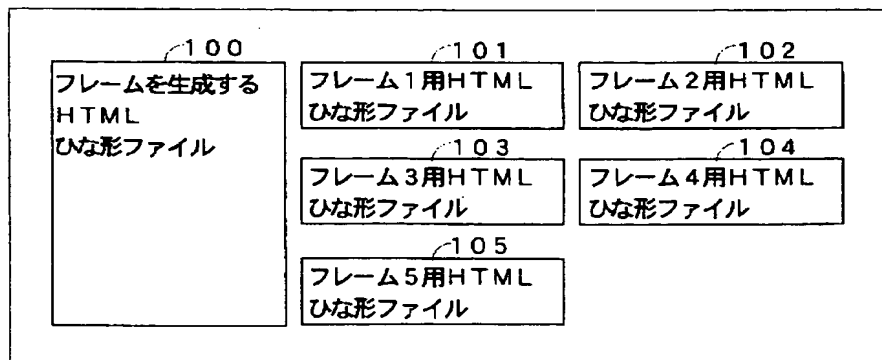 100
フレームを生成する
HTML
ひな形ファイル
101
フレーム1用HTML
ひな形ファイル
102
フレーム2用HTML
ひな形ファイル
103
フレーム3用HTML
ひな形ファイル
104
フレーム4用HTML
ひな形ファイル
105
フレーム5用HTML
ひな形ファイル